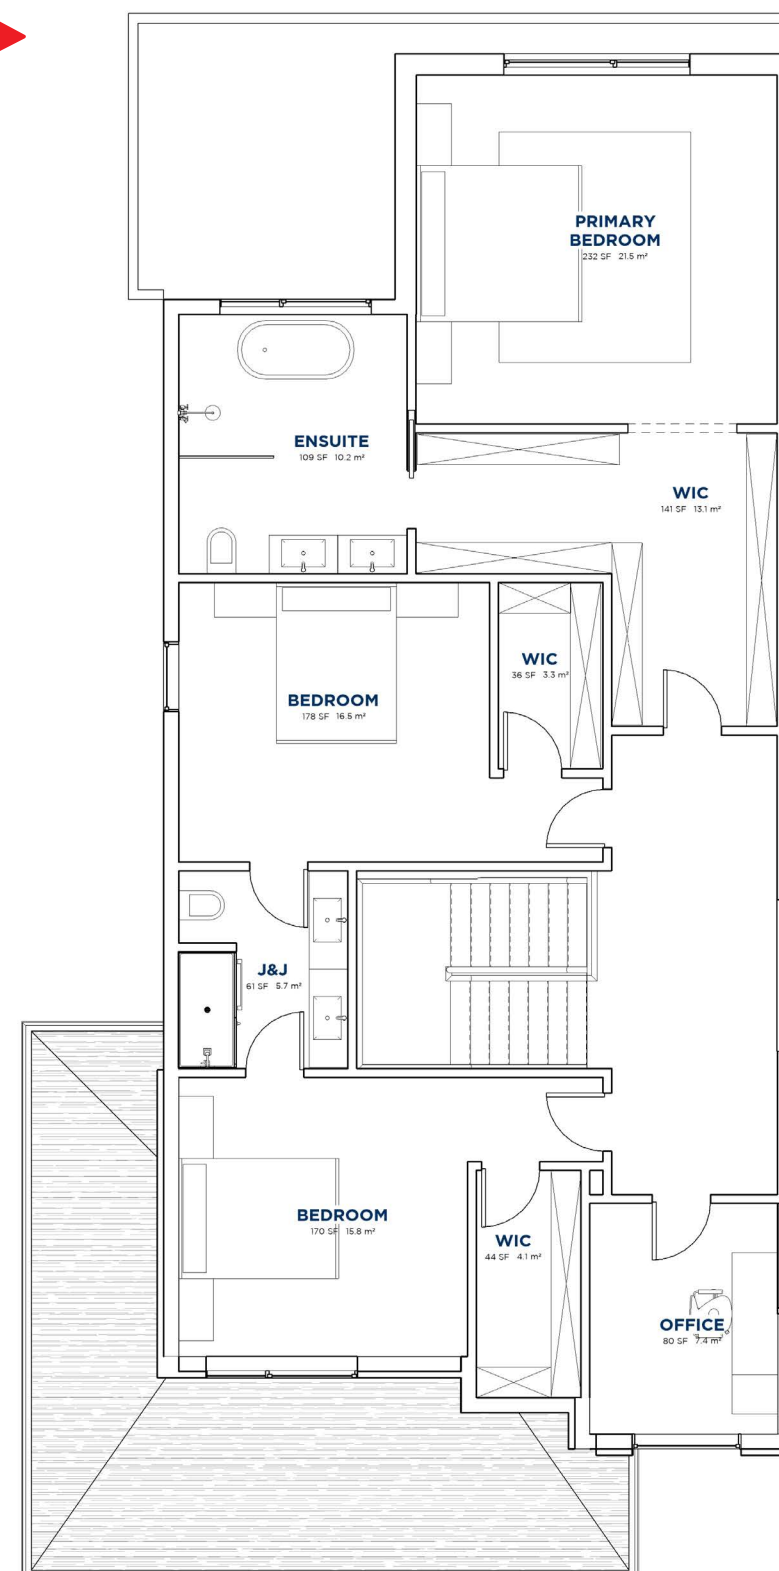 PRIMARY
BEDROOM
232 SF 21.5 m²
ENSUITE
109 SF 10.2 m²
WIC
141 SF 13.1 m²
WIC
36 SF 3.3 m²
BEDROOM
178 SF 16.5 m²
J&J
61 SF 5.7 m²
BEDROOM
170 SF 15.8 m²
WIC
44 SF 4.1 m²
OFFICE
80 SF 7.4 m²